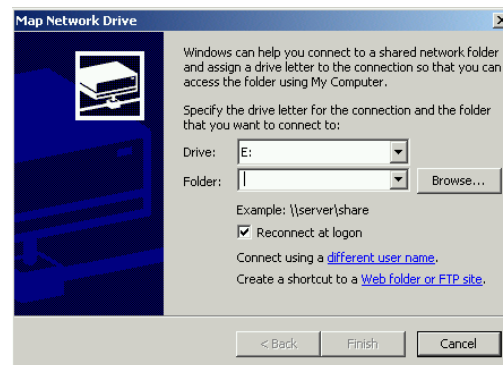 Map Network Drive
Windows can help you connect to a shared network folder
and assign a drive letter to the connection so that you can
access the folder using My Computer.
Specify the drive letter for the connection and the folder
that you want to connect to:
Drive: E:
Folder: Browse...
Example: \\server\share
Reconnect at logon
Connect using a different user name.
Create a shortcut to a Web folder or FTP site.
< Back Finish Cancel